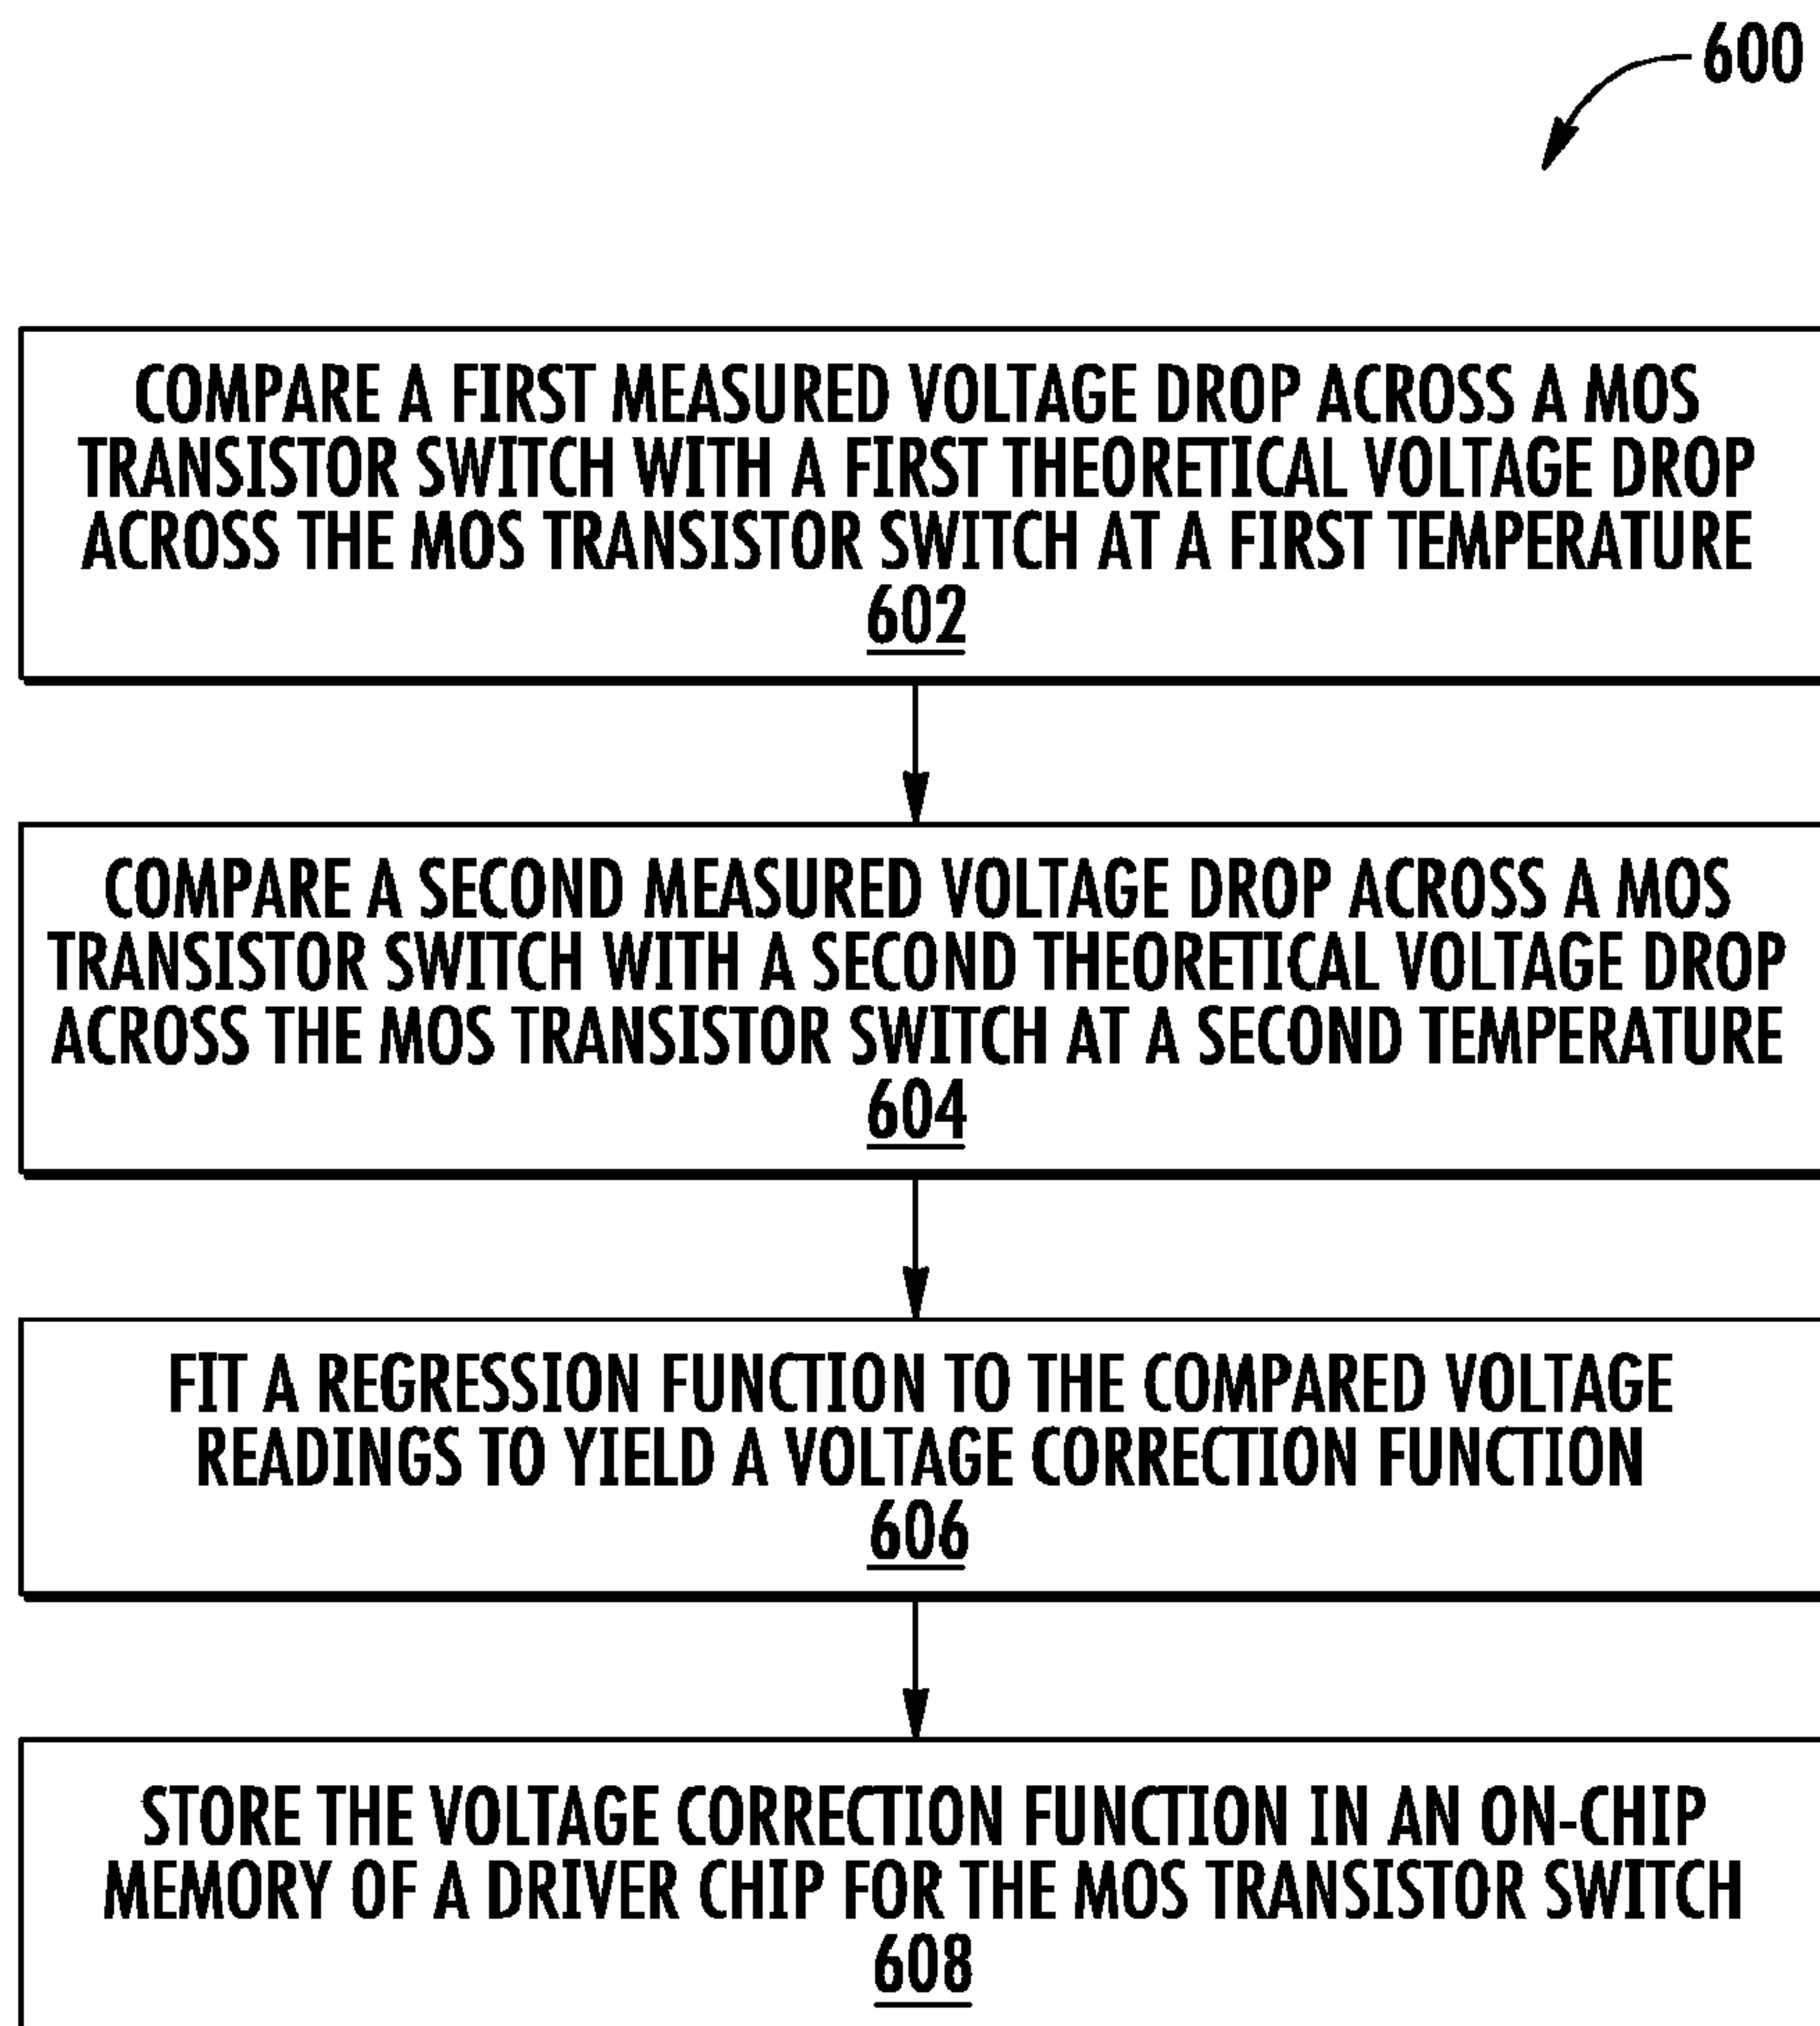 600
COMPARE A FIRST MEASURED VOLTAGE DROP ACROSS A MOS
TRANSISTOR SWITCH WITH A FIRST THEORETICAL VOLTAGE DROP
ACROSS THE MOS TRANSISTOR SWITCH AT A FIRST TEMPERATURE
602
COMPARE A SECOND MEASURED VOLTAGE DROP ACROSS A MOS
TRANSISTOR SWITCH WITH A SECOND THEORETICAL VOLTAGE DROP
ACROSS THE MOS TRANSISTOR SWITCH AT A SECOND TEMPERATURE
604
FIT A REGRESSION FUNCTION TO THE COMPARED VOLTAGE
READINGS TO YIELD A VOLTAGE CORRECTION FUNCTION
606
STORE THE VOLTAGE CORRECTION FUNCTION IN AN ON-CHIP
MEMORY OF A DRIVER CHIP FOR THE MOS TRANSISTOR SWITCH
608